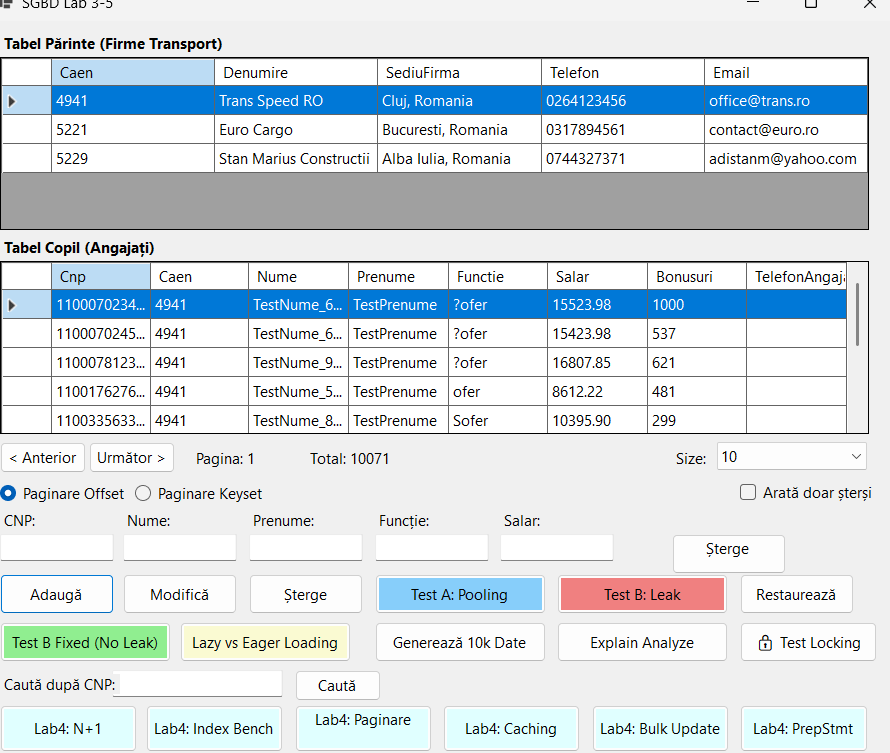 SGBD Lab 3-5
Tabel Părinte (Firme Transport)
Caen Denumire SediuFirma Telefon Email
4941 Trans Speed RO Cluj, Romania 0264123456 office@trans.ro
5221 Euro Cargo Bucuresti, Romania 0317894561 contact@euro.ro
5229 Stan Marius Constructii Alba Iulia, Romania 0744327371 adistanm@yahoo.com
Tabel Copil (Angajați)
Cnp Caen Nume Prenume Functie Salar Bonusuri TelefonAngaja
1100070234... 4941 TestNume_6... TestPrenume ?ofer 15523.98 1000
1100070245... 4941 TestNume_6... TestPrenume ?ofer 15423.98 537
1100078123... 4941 TestNume_9... TestPrenume ?ofer 16807.85 621
1100176276... 4941 TestNume_5... TestPrenume ofer 8612.22 481
1100335633... 4941 TestNume_8... TestPrenume Sofer 10395.90 299
< Anterior Următor > Pagina: 1 Total: 10071 Size: 10
Paginare Offset Paginare Keyset Arată doar șterși
CNP: Nume: Prenume: Funcție: Salar:
Șterge
Adaugă Modifică Șterge Test A: Pooling Test B: Leak Restaurează
Test B Fixed (No Leak) Lazy vs Eager Loading Generează 10k Date Explain Analyze Test Locking
Caută după CNP: Caută
Lab4: N+1 Lab4: Index Bench Lab4: Paginare Lab4: Caching Lab4: Bulk Update Lab4: PrepStmt